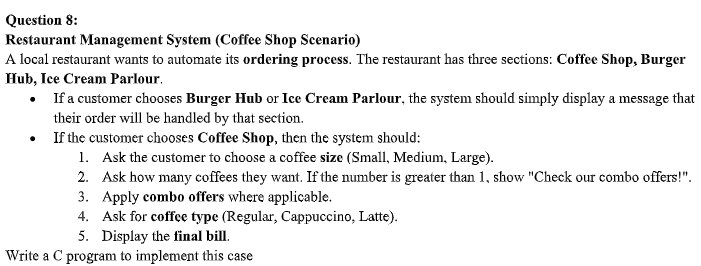 Question 8:
Restaurant Management System (Coffee Shop Scenario)
A local restaurant wants to automate its ordering process. The restaurant has three sections: Coffee Shop, Burger
Hub, Ice Cream Parlour.
• If a customer chooses Burger Hub or Ice Cream Parlour, the system should simply display a message that
their order will be handled by that section.
• If the customer chooses Coffee Shop, then the system should:
1. Ask the customer to choose a coffee size (Small, Medium, Large).
2. Ask how many coffees they want. If the number is greater than 1, show "Check our combo offers!".
3. Apply combo offers where applicable.
4. Ask for coffee type (Regular, Cappuccino, Latte).
5. Display the final bill.
Write a C program to implement this case